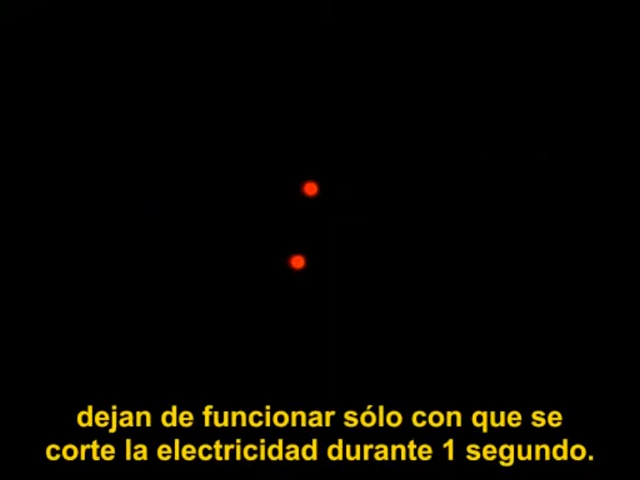 dejan de funcionar sólo con que se
corte la electricidad durante 1 segundo.